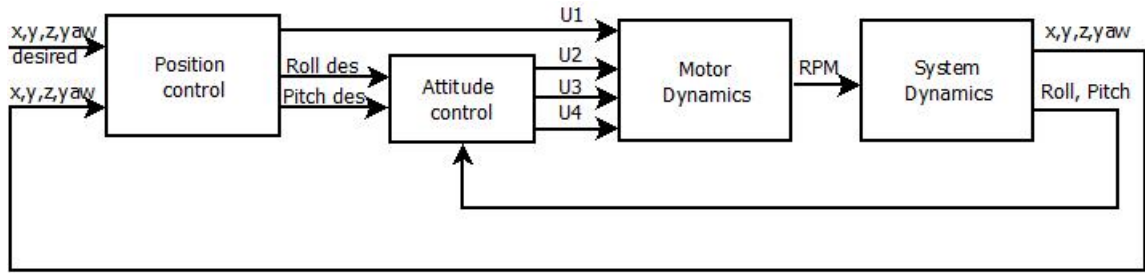 x,y,z,yaw
desired
x,y,z,yaw
Position
control
Roll des
Pitch des
Attitude
control
U1
U2
U3
U4
Motor
Dynamics
RPM
System
Dynamics
x,y,z,yaw
Roll, Pitch